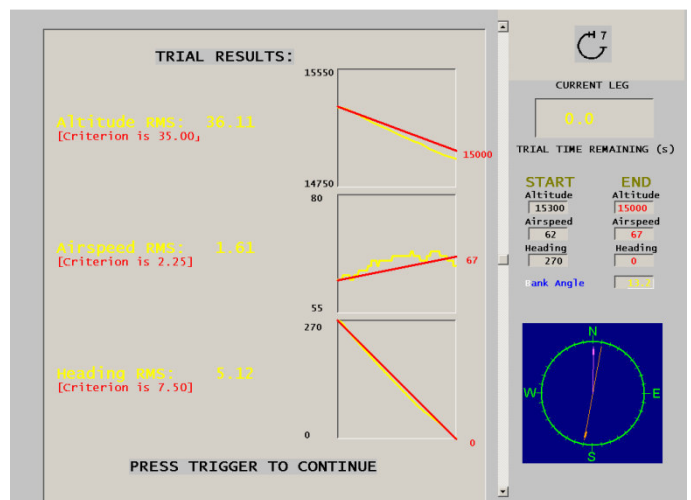 TRIAL RESULTS:
15550
Altitude RMS: 36.11
[Criterion is 35.00]
15000
14750
80
Airspeed RMS: 1.61
[Criterion is 2.25]
67
55
270
Heading RMS: 5.12
[Criterion is 7.50]
0
0
PRESS TRIGGER TO CONTINUE
H 7
CURRENT LEG
0.0
TRIAL TIME REMAINING (s)
START END
Altitude Altitude
15300 15000
Airspeed Airspeed
62 67
Heading Heading
270 0
Bank Angle
N
W E
S